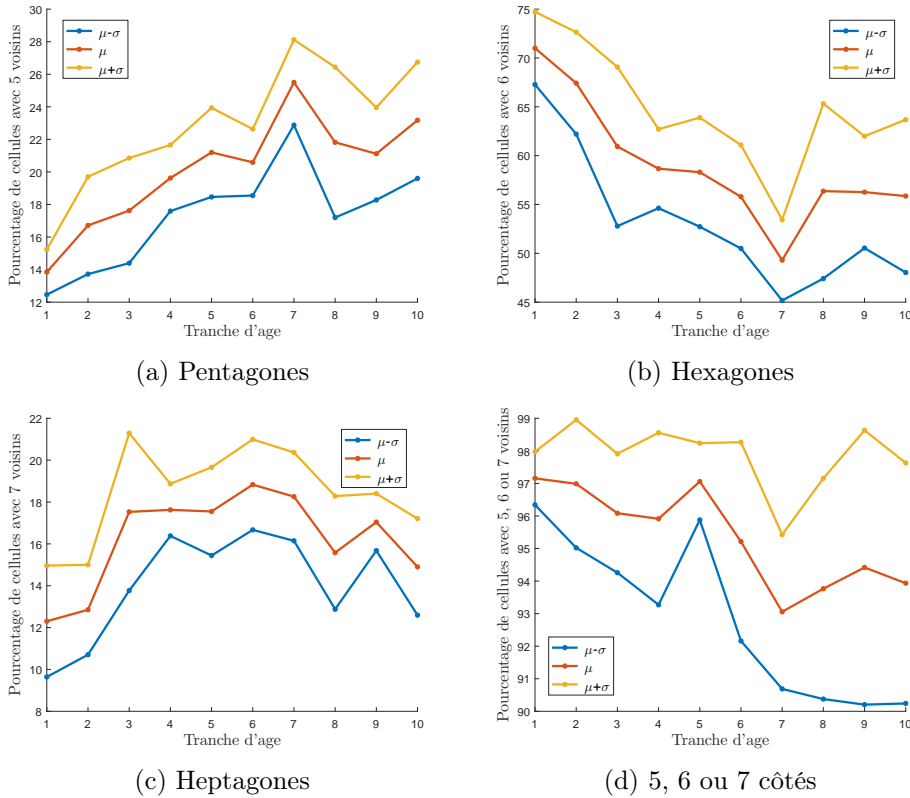 Pourcentage de cellules avec 5 voisins
30
28
26
24
22
20
18
16
14
12
μ-σ
μ
μ+σ
1 2 3 4 5 6 7 8 9 10
Tranche d'age
(a) Pentagones
Pourcentage de cellules avec 6 voisins
75
70
65
60
55
50
45
μ-σ
μ
μ+σ
1 2 3 4 5 6 7 8 9 10
Tranche d'age
(b) Hexagones
Pourcentage de cellules avec 7 voisins
22
20
18
16
14
12
10
8
μ-σ
μ
μ+σ
1 2 3 4 5 6 7 8 9 10
Tranche d'age
(c) Heptagones
Pourcentage de cellules avec 5, 6 ou 7 voisins
99
98
97
96
95
94
93
92
91
90
μ-σ
μ
μ+σ
1 2 3 4 5 6 7 8 9 10
Tranche d'age
(d) 5, 6 ou 7 côtés